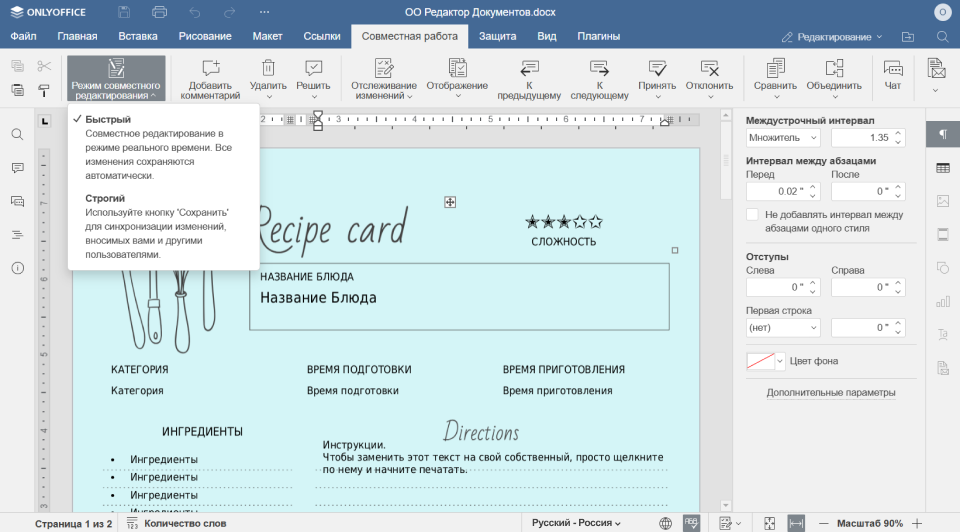 ONLYOFFICE
ОО Редактор Документов.docx
О
Файл Главная Вставка Рисование Макет Ссылки Совместная работа Защита Вид Плагины Редактирование
Режим совместного редактирования
Добавить комментарий
Удалить
Решить
Отслеживание изменений
Отображение
К предыдущему
К следующему
Принять
Отклонить
Сравнить
Объединить
Чат
Быстрый
Совместное редактирование в
режиме реального времени. Все
изменения сохраняются
автоматически.
Строгий
Используйте кнопку 'Сохранить'
для синхронизации изменений,
вносимых вами и другими
пользователями.
2 3 4 5 6 7
Recipe card
СЛОЖНОСТЬ
НАЗВАНИЕ БЛЮДА
Название Блюда
КАТЕГОРИЯ ВРЕМЯ ПОДГОТОВКИ ВРЕМЯ ПРИГОТОВЛЕНИЯ
Категория Время подготовки Время приготовления
ИНГРЕДИЕНТЫ
• Ингредиенты
• Ингредиенты
• Ингредиенты
Directions
Инструкции.
Чтобы заменить этот текст на свой собственный, просто щелкните
по нему и начните печатать.
Междустрочный интервал
Множитель 1.35
Интервал между абзацами
Перед После
0.02 " 0 "
Не добавлять интервал между
абзацами одного стиля
Отступы
Слева Справа
0 " 0 "
Первая строка
(нет) 0 "
Цвет фона
Дополнительные параметры
Страница 1 из 2 Количество слов Русский - Россия Масштаб 90%